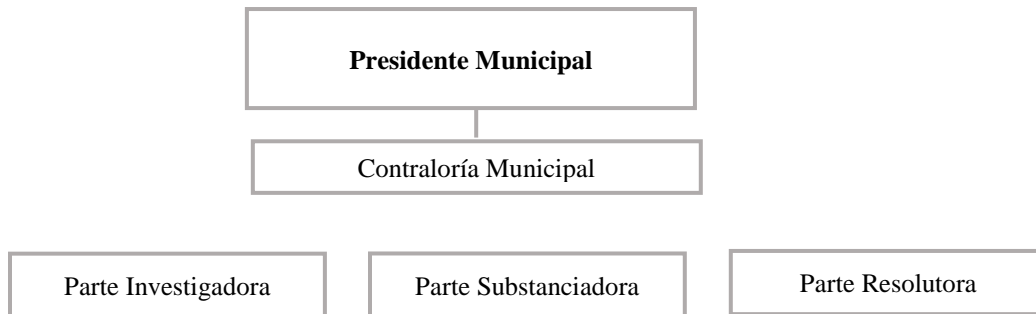 Presidente Municipal
Contraloría Municipal
Parte Investigadora
Parte Substanciadora
Parte Resolutora